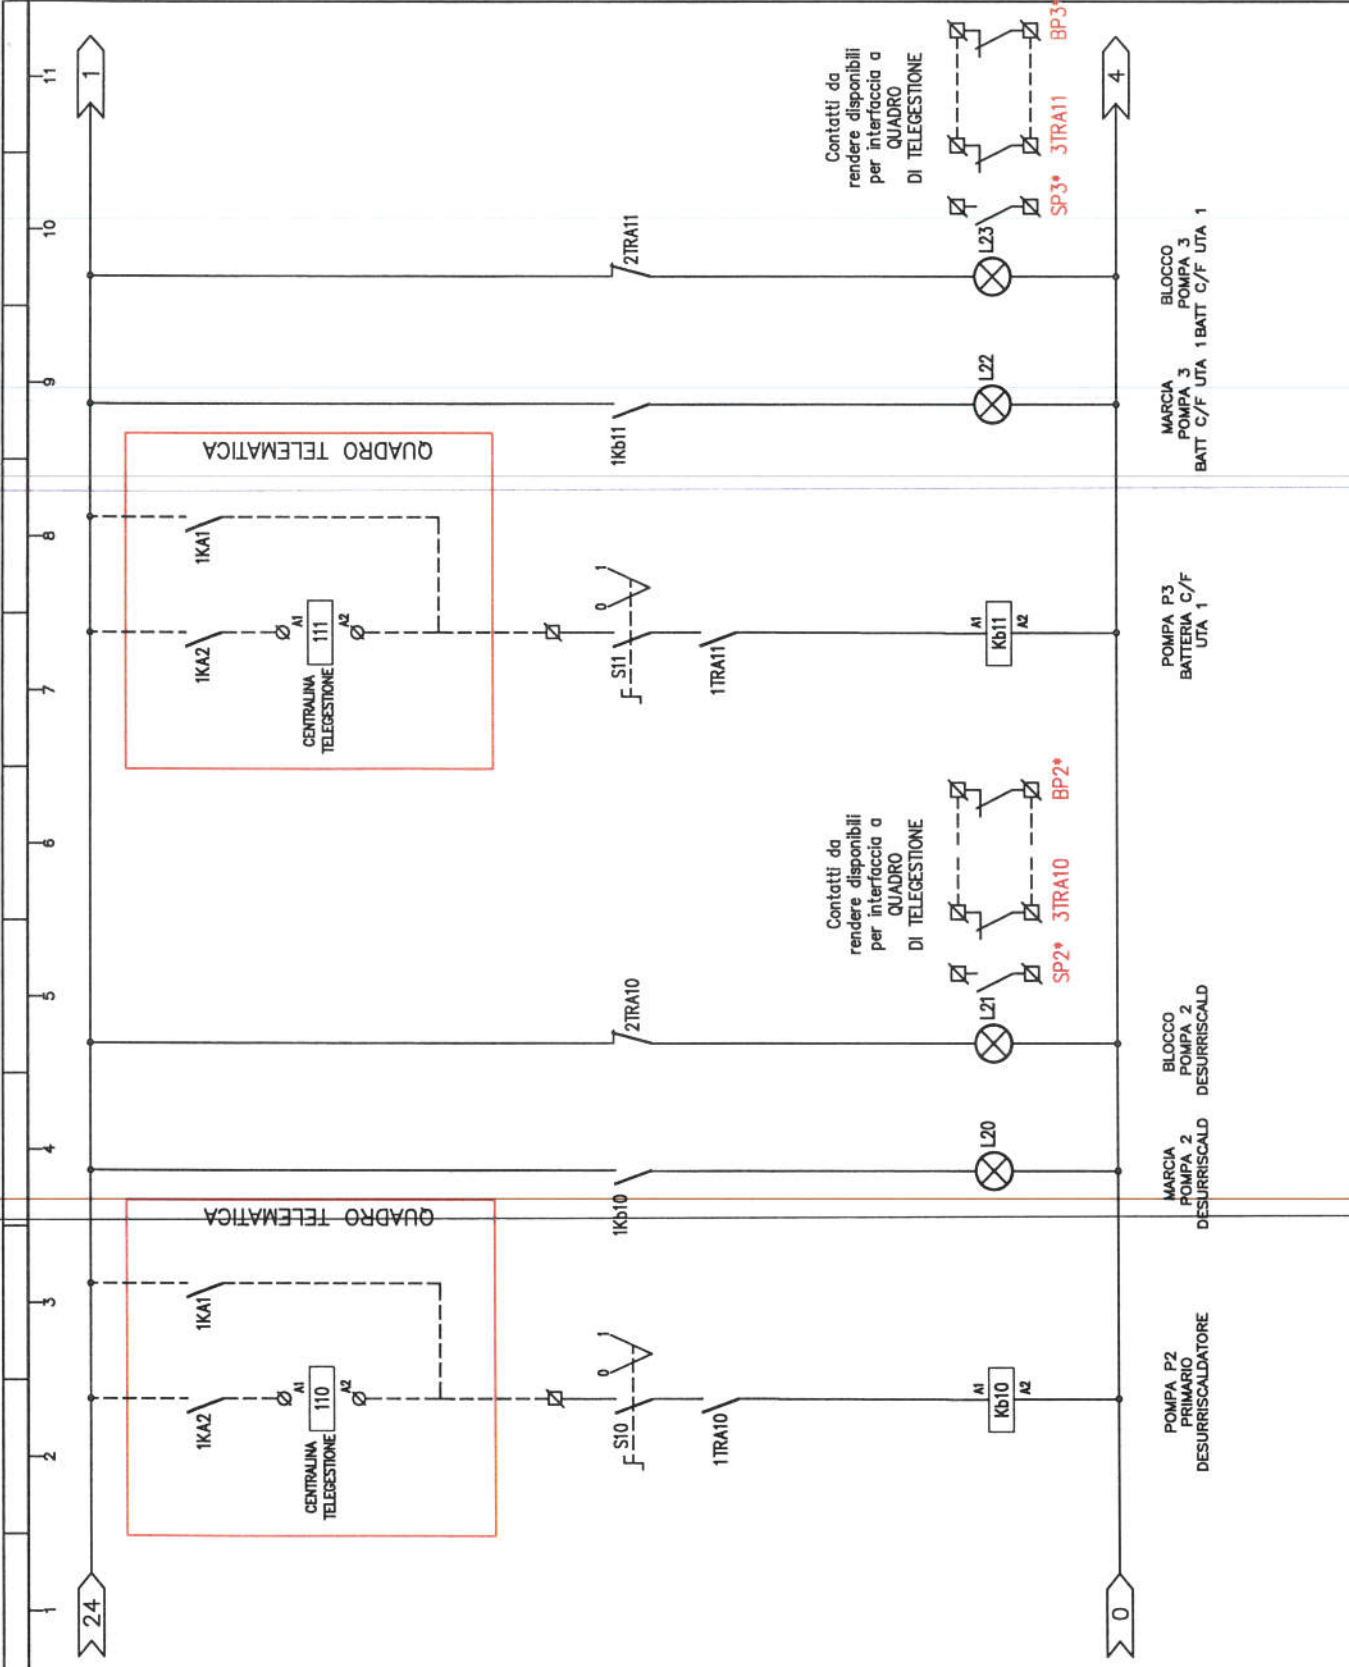 1
2
3
4
5
6
7
8
9
10
11
24
1
QUADRO TELEMATICA
1KA2
1KA1
CENTRALINA
TELEGESTIONE
A1
110
A2
S10
0
1
1TRA10
A1
Kb10
A2
POMPA P2
PRIMARIO
DESURRISCALDATORE
1Kb10
L20
MARCIA
POMPA 2
DESURRISCALD
2TRA10
L21
BLOCCO
POMPA 2
DESURRISCALD
Contatti da
rendere disponibili
per interfaccia a
QUADRO
DI TELEGESTIONE
SP2*
3TRA10
BP2*
QUADRO TELEMATICA
1KA2
1KA1
CENTRALINA
TELEGESTIONE
A1
111
A2
S11
0
1
1TRA11
A1
Kb11
A2
POMPA P3
BATTERIA C/F
UTA 1
1Kb11
L22
MARCIA
POMPA 3
BATT C/F UTA 1
2TRA11
L23
BLOCCO
POMPA 3
BATT C/F UTA 1
Contatti da
rendere disponibili
per interfaccia a
QUADRO
DI TELEGESTIONE
SP3*
3TRA11
BP3*
0
4